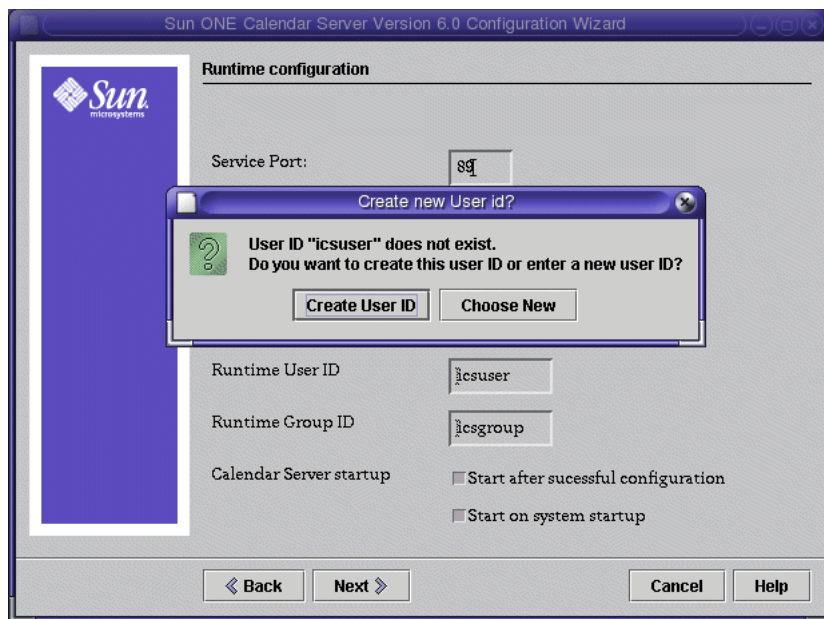 Sun ONE Calendar Server Version 6.0 Configuration Wizard
Sun
microsystems
Runtime configuration
Service Port:
89
Create new User id?
User ID "icsuser" does not exist.
Do you want to create this user ID or enter a new user ID?
Create User ID
Choose New
Runtime User ID
icsuser
Runtime Group ID
icsgroup
Calendar Server startup
Start after sucessful configuration
Start on system startup
Back
Next
Cancel
Help